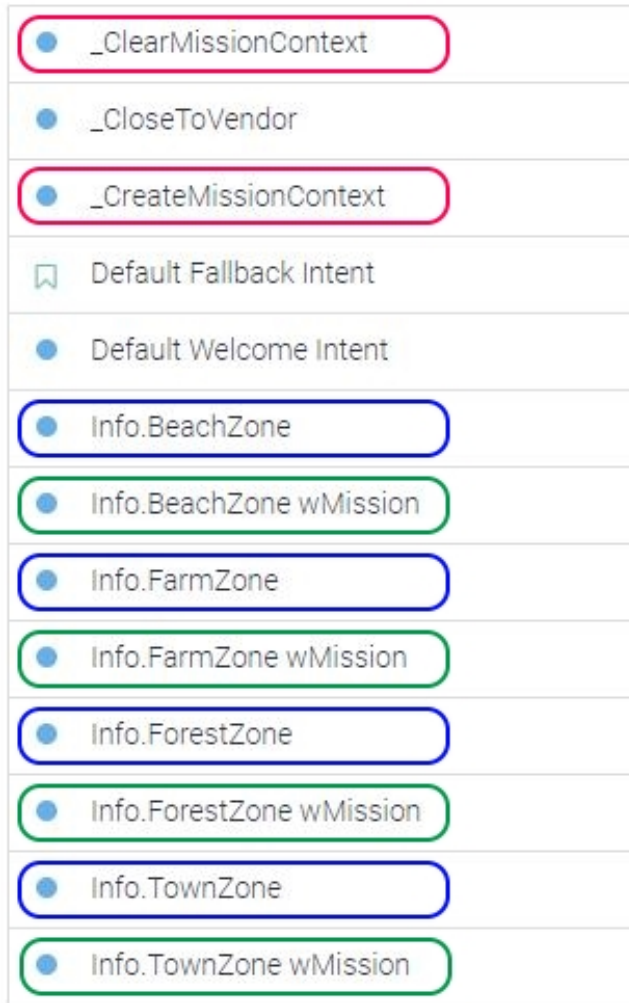 _ClearMissionContext
_CloseToVendor
_CreateMissionContext
Default Fallback Intent
Default Welcome Intent
Info.BeachZone
Info.BeachZone wMission
Info.FarmZone
Info.FarmZone wMission
Info.ForestZone
Info.ForestZone wMission
Info.TownZone
Info.TownZone wMission